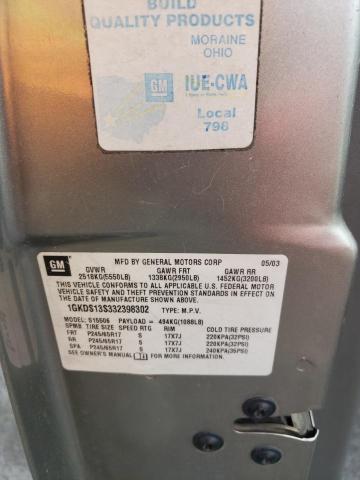 BUILD
QUALITY PRODUCTS
MORAINE
OHIO
GM IUE-CWA
Local
798
GM MFD BY GENERAL MOTORS CORP 05/03
GVWR GAWR FRT GAWR RR
2518KG(5550LB) 1338KG(2950LB) 1452KG(3200LB)
THIS VEHICLE CONFORMS TO ALL APPLICABLE U.S. FEDERAL MOTOR
VEHICLE SAFETY AND THEFT PREVENTION STANDARDS IN EFFECT ON
THE DATE OF MANUFACTURE SHOWN ABOVE.
1GKDS13S332398302 TYPE: M.P.V.
MODEL: S15506 PAYLOAD = 494KG(1088LB)
SPMB TIRE SIZE SPEED RTG RIM COLD TIRE PRESSURE
FRT P245/65R17 S 17X7J 220KPA(32PSI)
RR P245/65R17 S 17X7J 220KPA(32PSI)
SPA P245/65R17 S 17X7J 240KPA(35PSI)
SEE OWNER'S MANUAL FOR MORE INFORMATION.